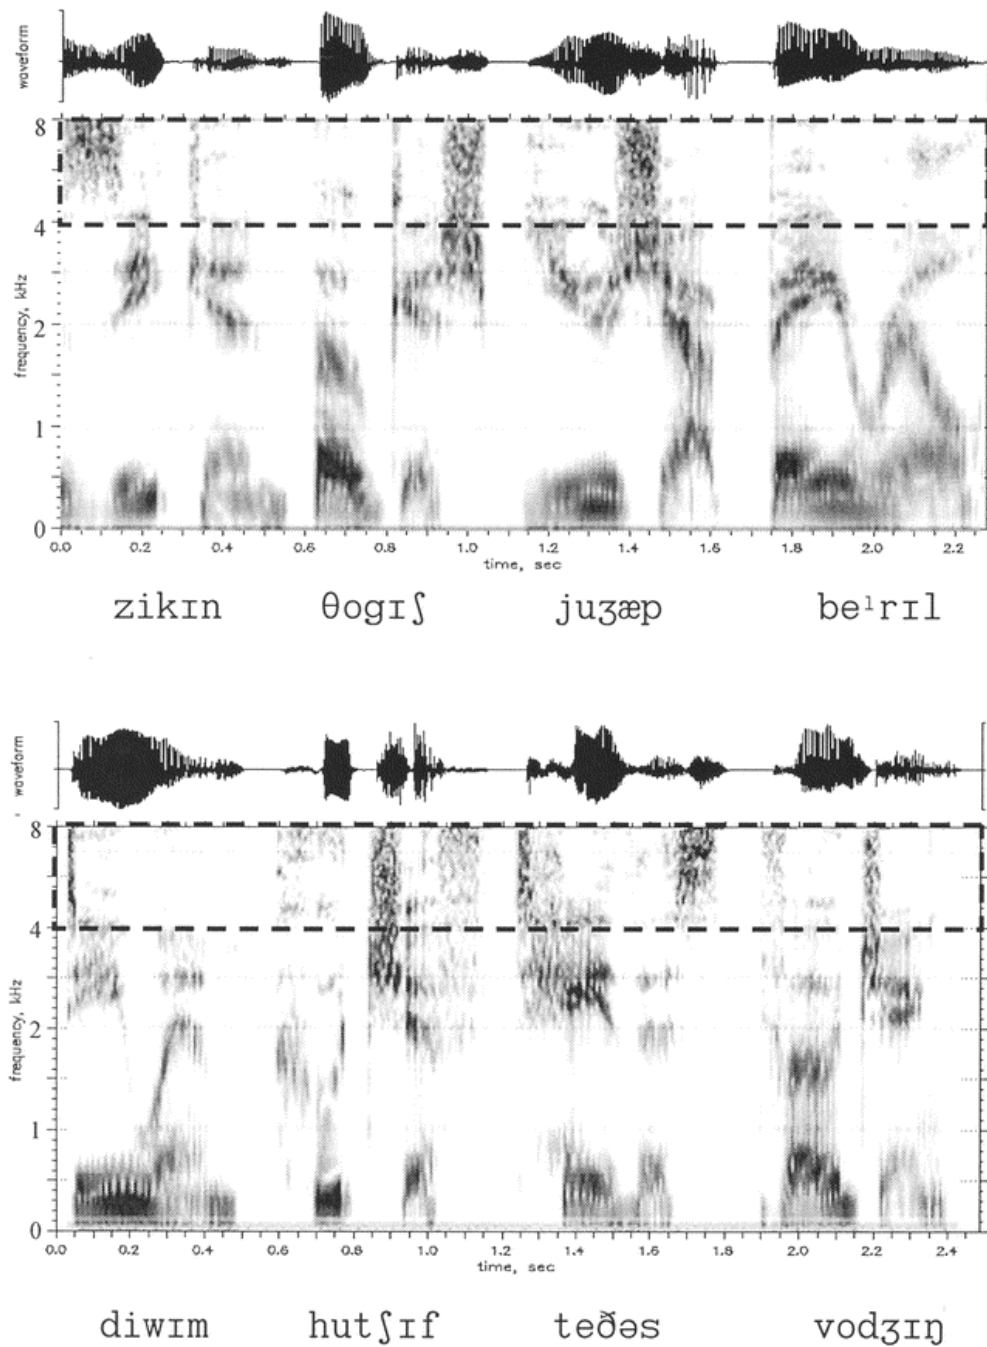 waveform
frequency, kHz
8
4
2
1
0
0.0 0.2 0.4 0.6 0.8 1.0 1.2 1.4 1.6 1.8 2.0 2.2
time, sec
zikɪn θogɪʃ juʒæp beˡrɪl
waveform
frequency, kHz
8
4
2
1
0
0.0 0.2 0.4 0.6 0.8 1.0 1.2 1.4 1.6 1.8 2.0 2.2 2.4
time, sec
diwɪm hutʃɪf teðəs vodʒɪŋ